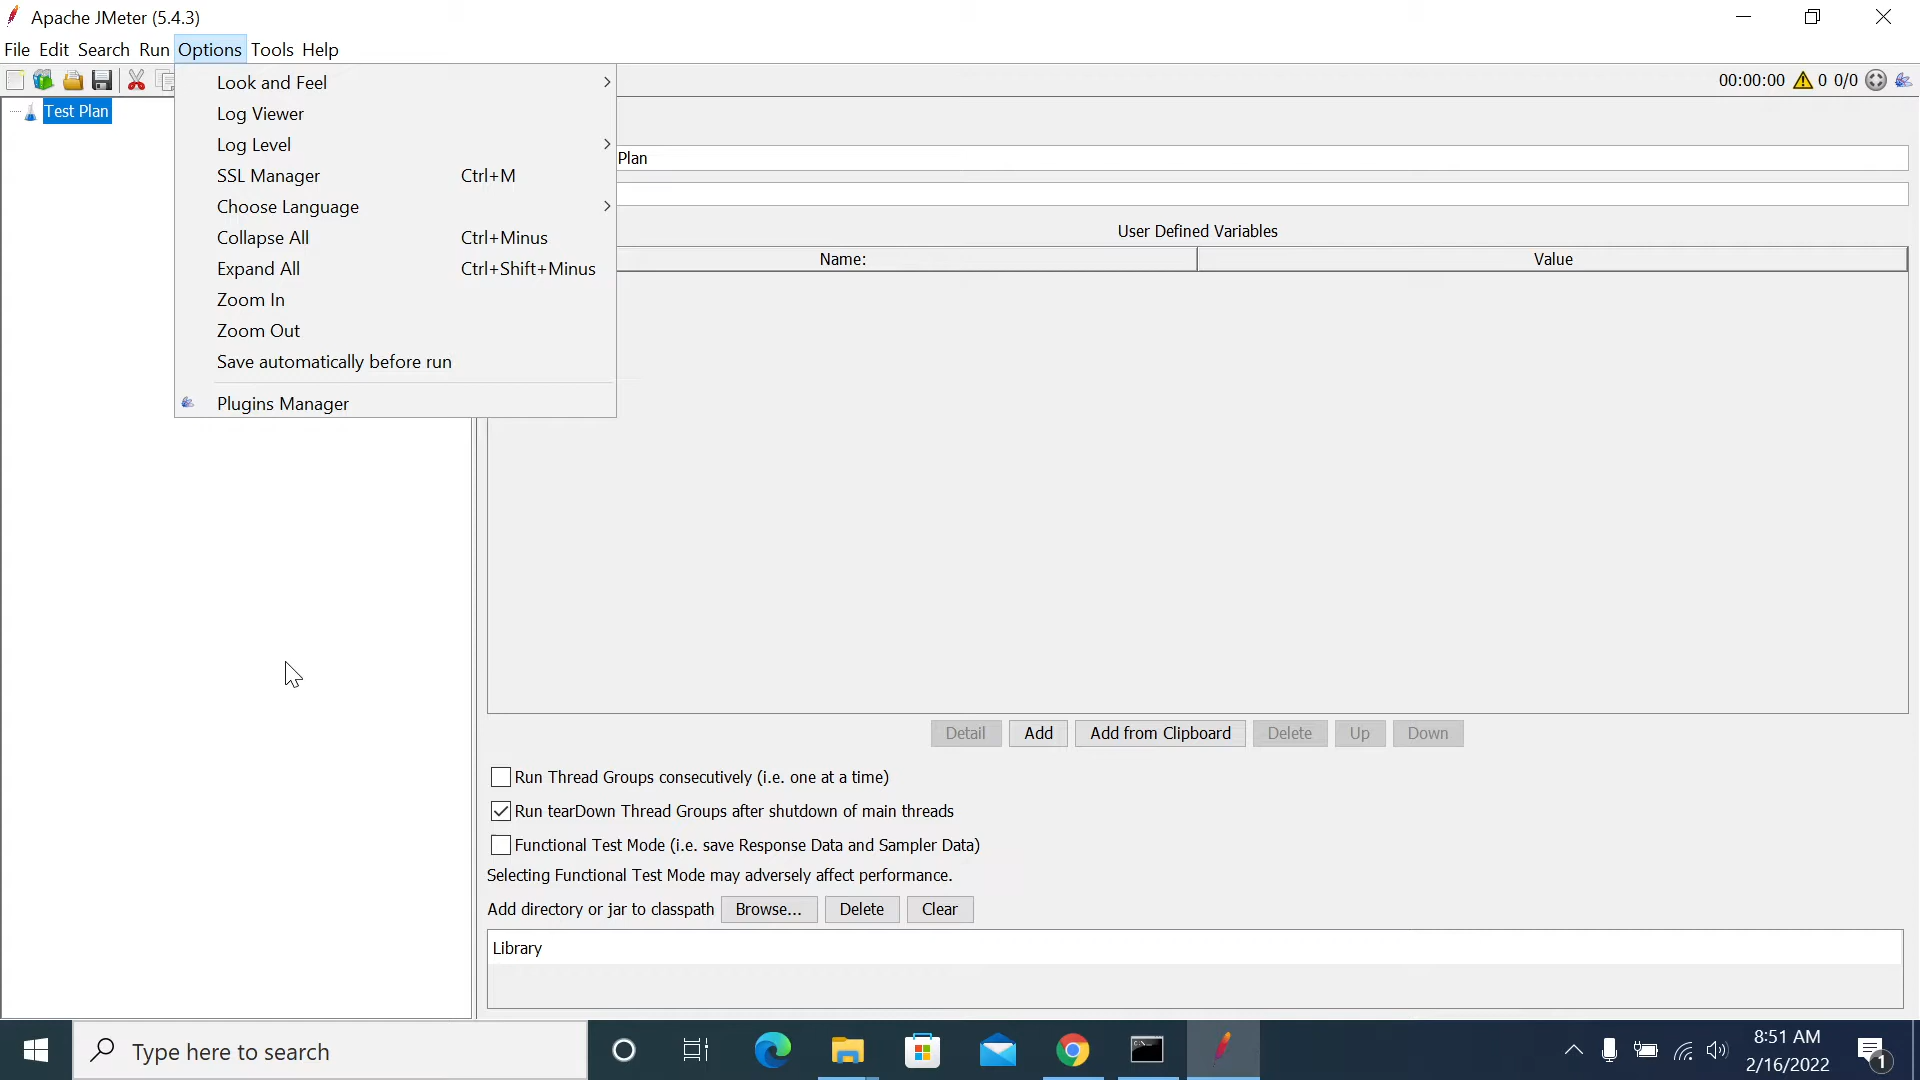 Apache JMeter (5.4.3)
File Edit Search Run Options Tools Help
00:00:00 0 0/0
Test Plan
Look and Feel
Log Viewer
Log Level
SSL Manager Ctrl+M
Choose Language
Collapse All Ctrl+Minus
Expand All Ctrl+Shift+Minus
Zoom In
Zoom Out
Save automatically before run
Plugins Manager
Plan
User Defined Variables
Name: Value
Detail Add Add from Clipboard Delete Up Down
Run Thread Groups consecutively (i.e. one at a time)
Run tearDown Thread Groups after shutdown of main threads
Functional Test Mode (i.e. save Response Data and Sampler Data)
Selecting Functional Test Mode may adversely affect performance.
Add directory or jar to classpath Browse... Delete Clear
Library
Type here to search
8:51 AM
2/16/2022
1